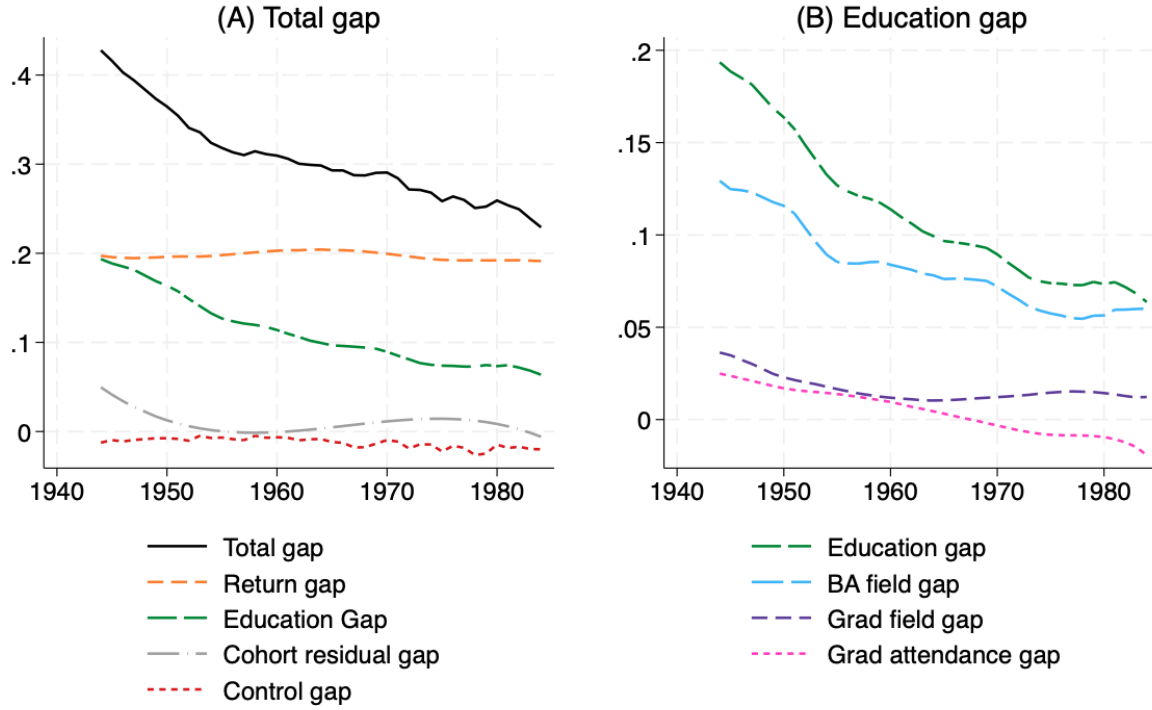 (A) Total gap
.4
.3
.2
.1
0
1940 1950 1960 1970 1980
Total gap
Return gap
Education Gap
Cohort residual gap
Control gap
(B) Education gap
.2
.15
.1
.05
0
1940 1950 1960 1970 1980
Education gap
BA field gap
Grad field gap
Grad attendance gap